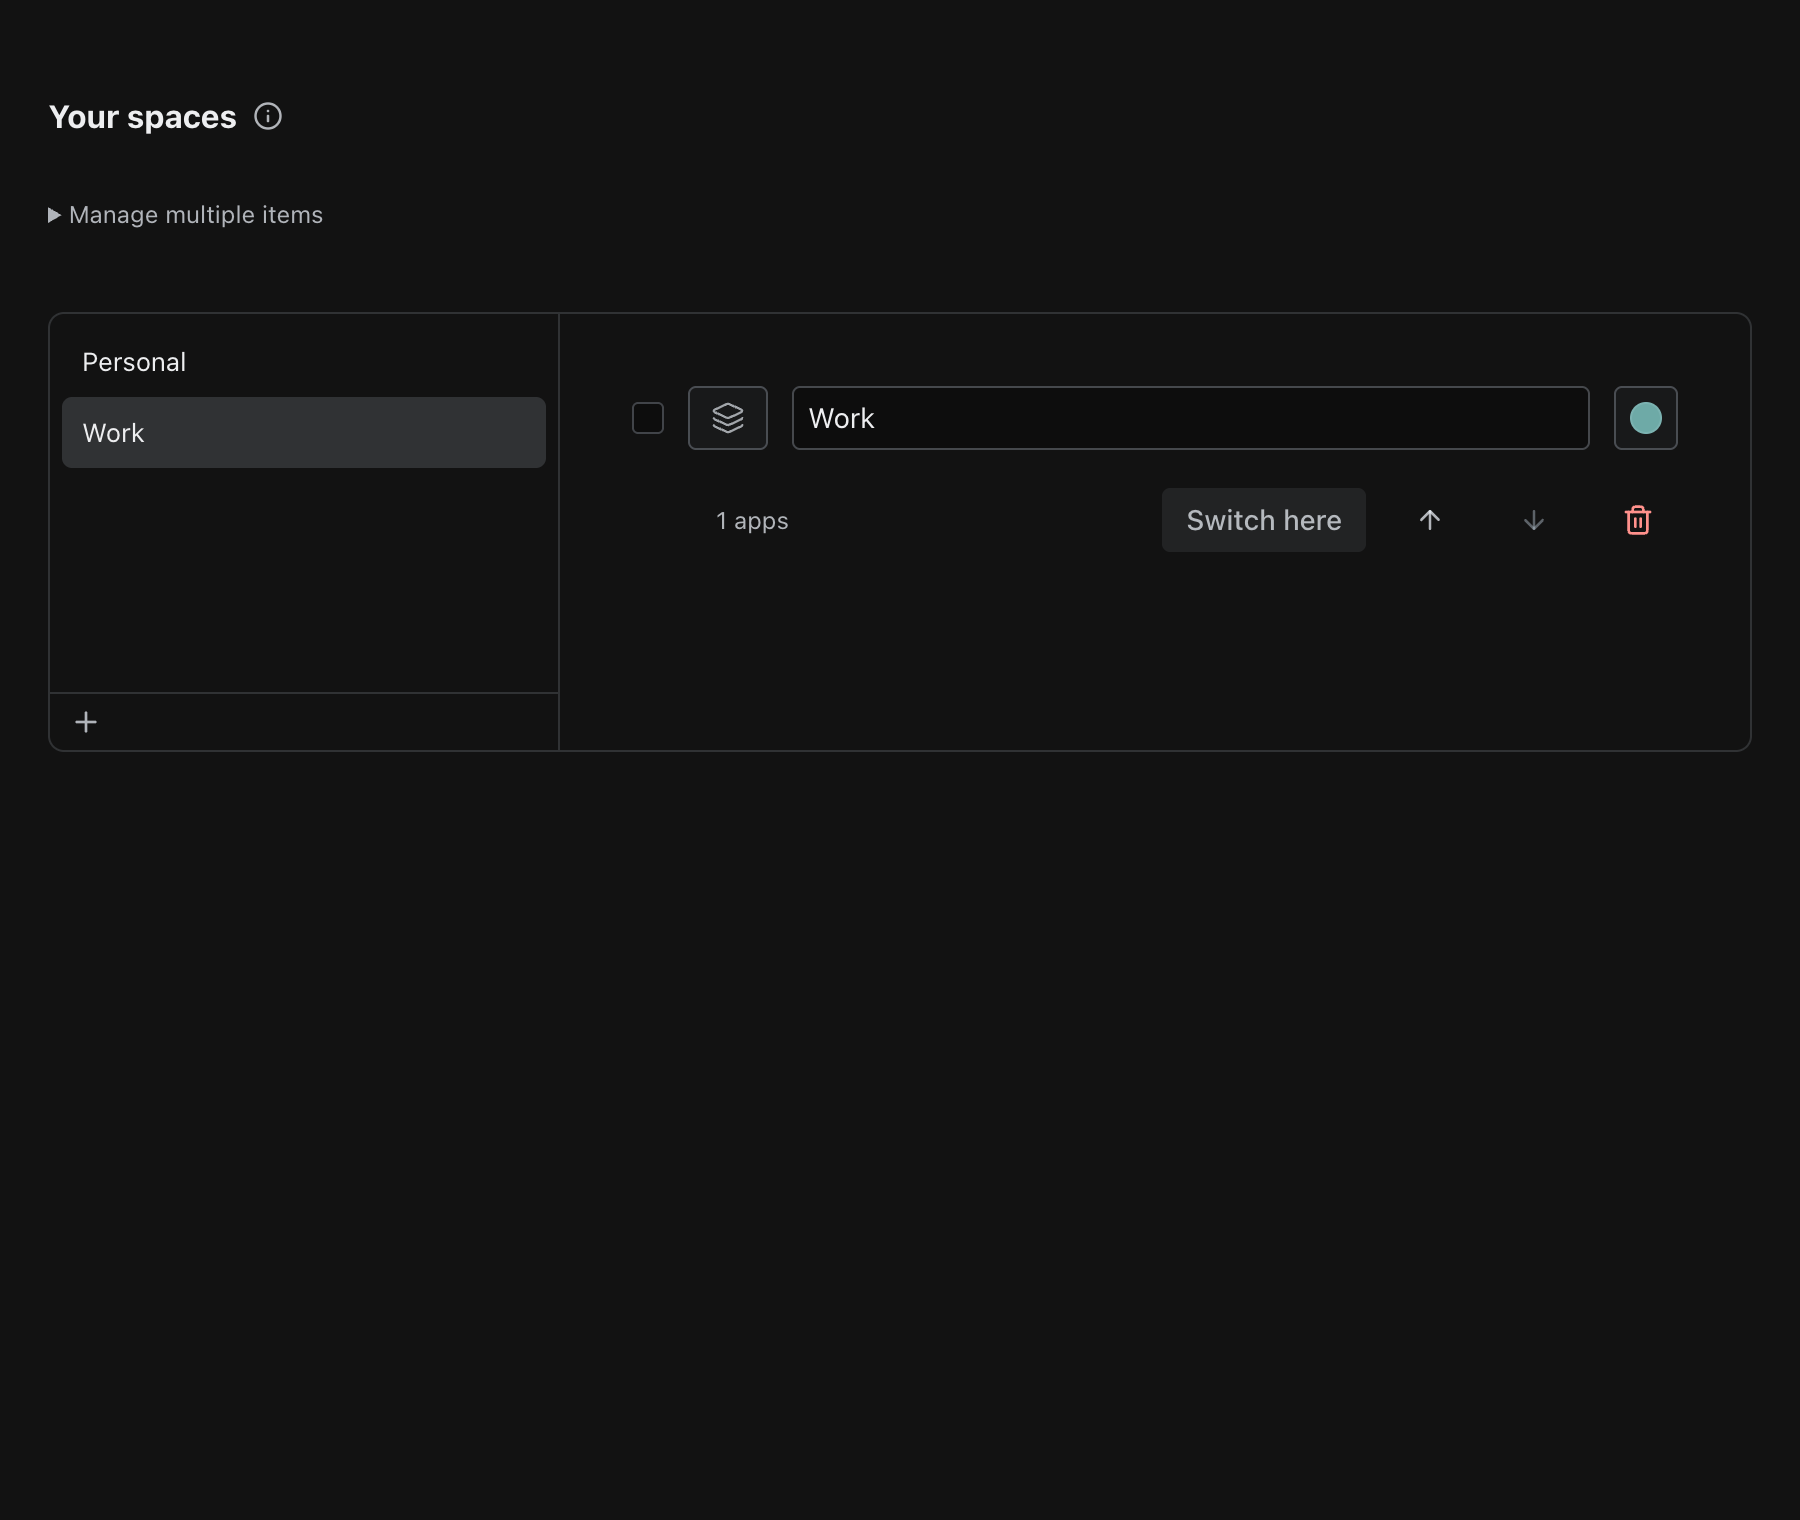 Your spaces
Manage multiple items
Personal
Work
Work
1 apps
Switch here